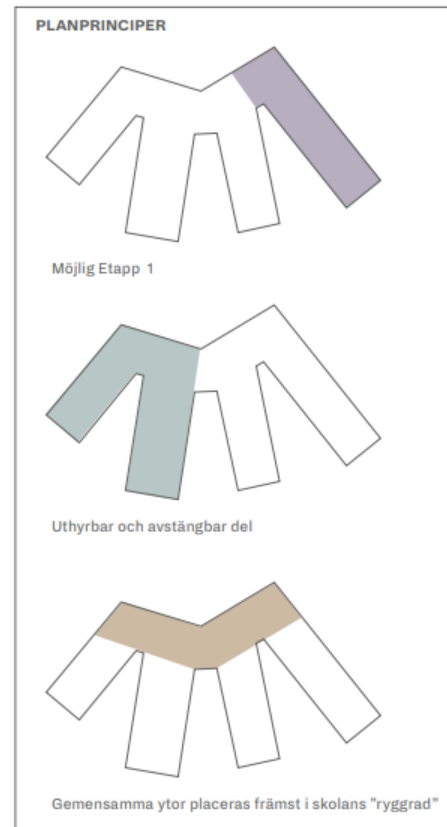 PLANPRINCIPER
Möjlig Etapp 1
Uthyrbar och avstängbar del
Gemensamma ytor placeras främst i skolans "ryggrad"